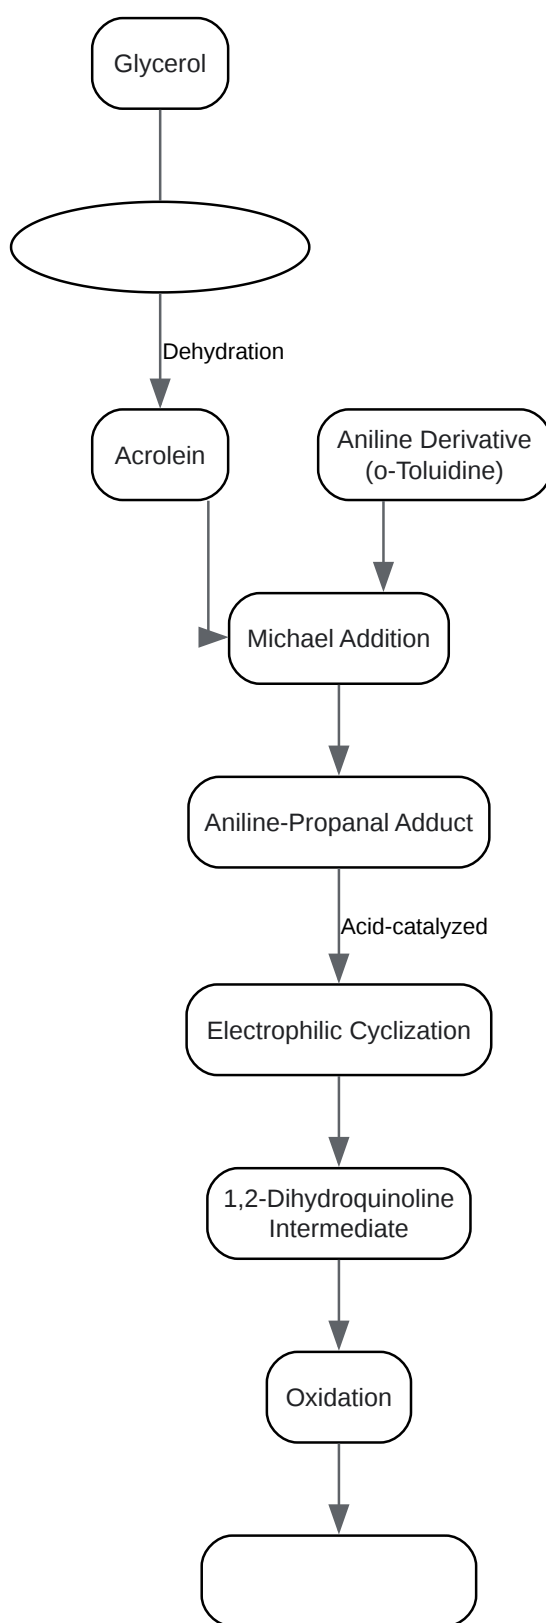 Glycerol
Dehydration
Acrolein
Aniline Derivative
(o-Toluidine)
Michael Addition
Aniline-Propanal Adduct
Acid-catalyzed
Electrophilic Cyclization
1,2-Dihydroquinoline
Intermediate
Oxidation